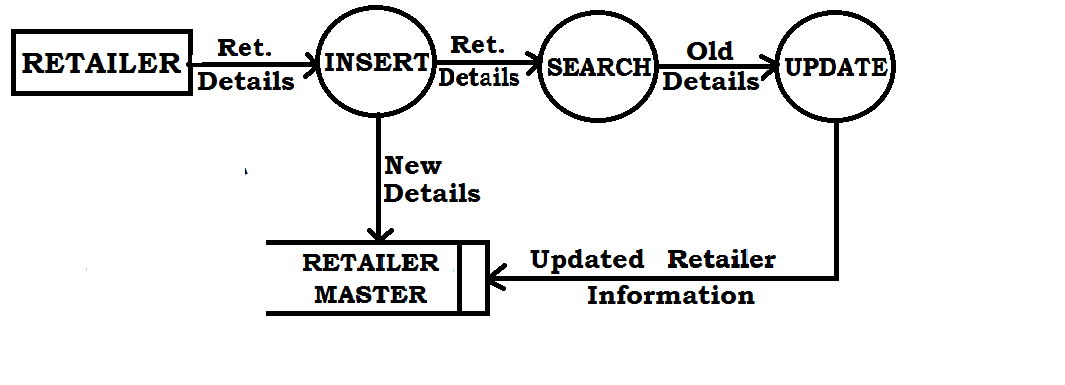 RETAILER
Ret.
Details
INSERT
Ret.
Details
SEARCH
Old
Details
UPDATE
New
Details
RETAILER
MASTER
Updated Retailer
Information